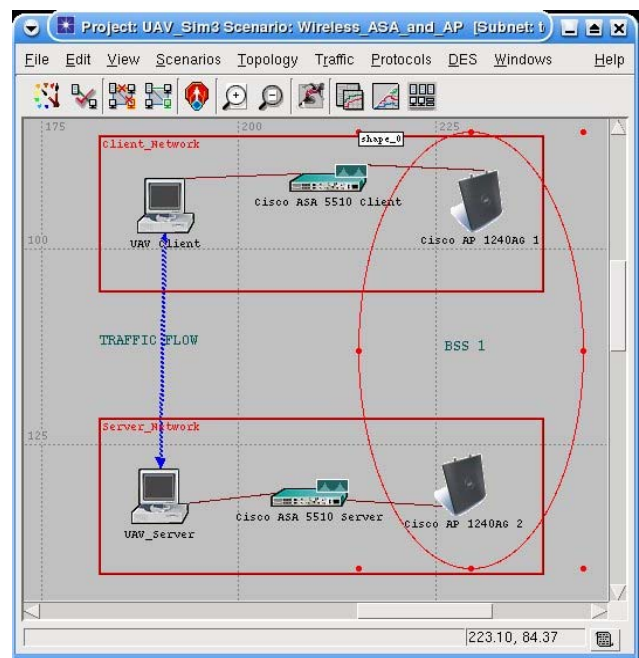 Project: UAV_Sim3 Scenario: Wireless_ASA_and_AP [Subnet: t
File Edit View Scenarios Topology Traffic Protocols DES Windows Help
175 200 225
shape_0
Client_Network
Cisco ASA 5510 Client
UAV Client
Cisco AP 1240AG 1
100
TRAFFIC FLOW
BSS 1
Server_Network
125
Cisco ASA 5510 Server
Cisco AP 1240AG 2
UAV_Server
223.10, 84.37